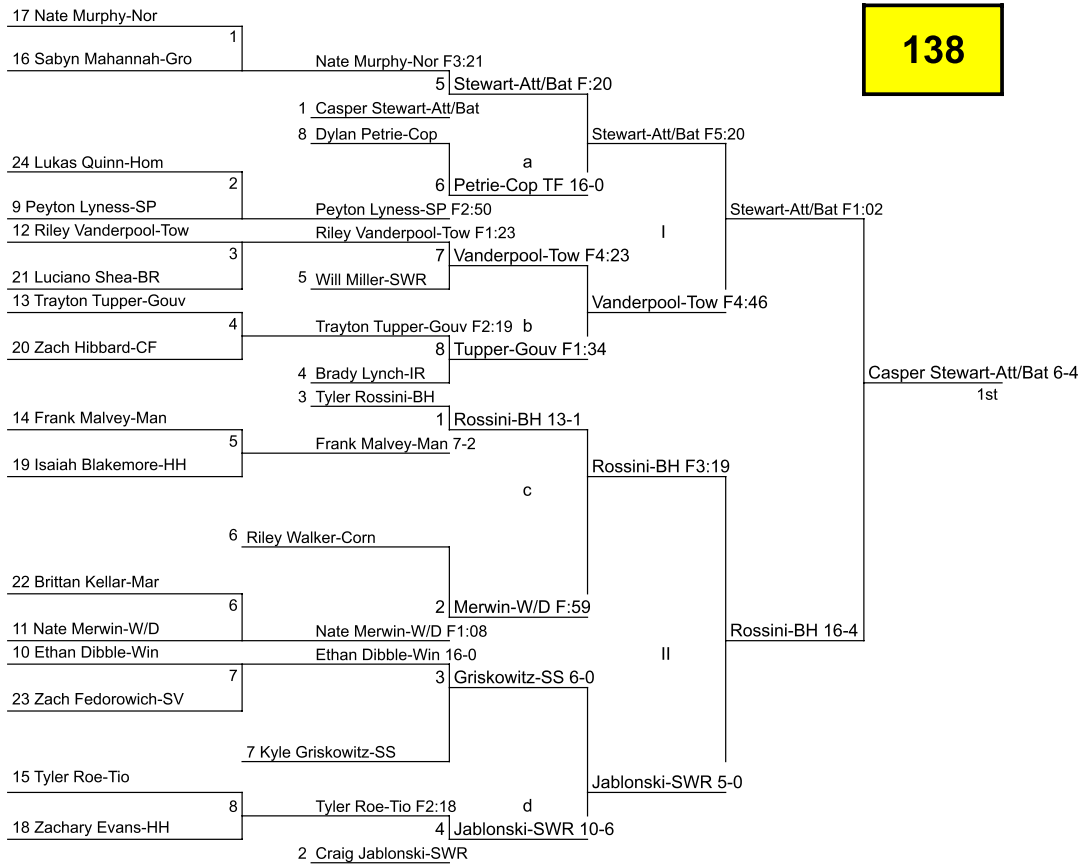 17 Nate Murphy-Nor
138
1
16 Sabyn Mahannah-Gro
Nate Murphy-Nor F3:21
5 Stewart-Att/Bat F:20
1 Casper Stewart-Att/Bat
8 Dylan Petrie-Cop
Stewart-Att/Bat F5:20
24 Lukas Quinn-Hom
a
2
6 Petrie-Cop TF 16-0
9 Peyton Lyness-SP
Peyton Lyness-SP F2:50
Stewart-Att/Bat F1:02
12 Riley Vanderpool-Tow
Riley Vanderpool-Tow F1:23
I
3
7 Vanderpool-Tow F4:23
21 Luciano Shea-BR
5 Will Miller-SWR
13 Trayton Tupper-Gouv
Vanderpool-Tow F4:46
4
Trayton Tupper-Gouv F2:19
b
20 Zach Hibbard-CF
8 Tupper-Gouv F1:34
4 Brady Lynch-IR
Casper Stewart-Att/Bat 6-4
1st
3 Tyler Rossini-BH
14 Frank Malvey-Man
1 Rossini-BH 13-1
5
Frank Malvey-Man 7-2
19 Isaiah Blakemore-HH
Rossini-BH F3:19
c
6 Riley Walker-Corn
22 Brittan Kellar-Mar
6
2 Merwin-W/D F:59
11 Nate Merwin-W/D
Nate Merwin-W/D F1:08
Rossini-BH 16-4
10 Ethan Dibble-Win
Ethan Dibble-Win 16-0
II
7
3 Griskowitz-SS 6-0
23 Zach Fedorowich-SV
7 Kyle Griskowitz-SS
15 Tyler Roe-Tio
Jablonski-SWR 5-0
8
Tyler Roe-Tio F2:18
d
18 Zachary Evans-HH
4 Jablonski-SWR 10-6
2 Craig Jablonski-SWR